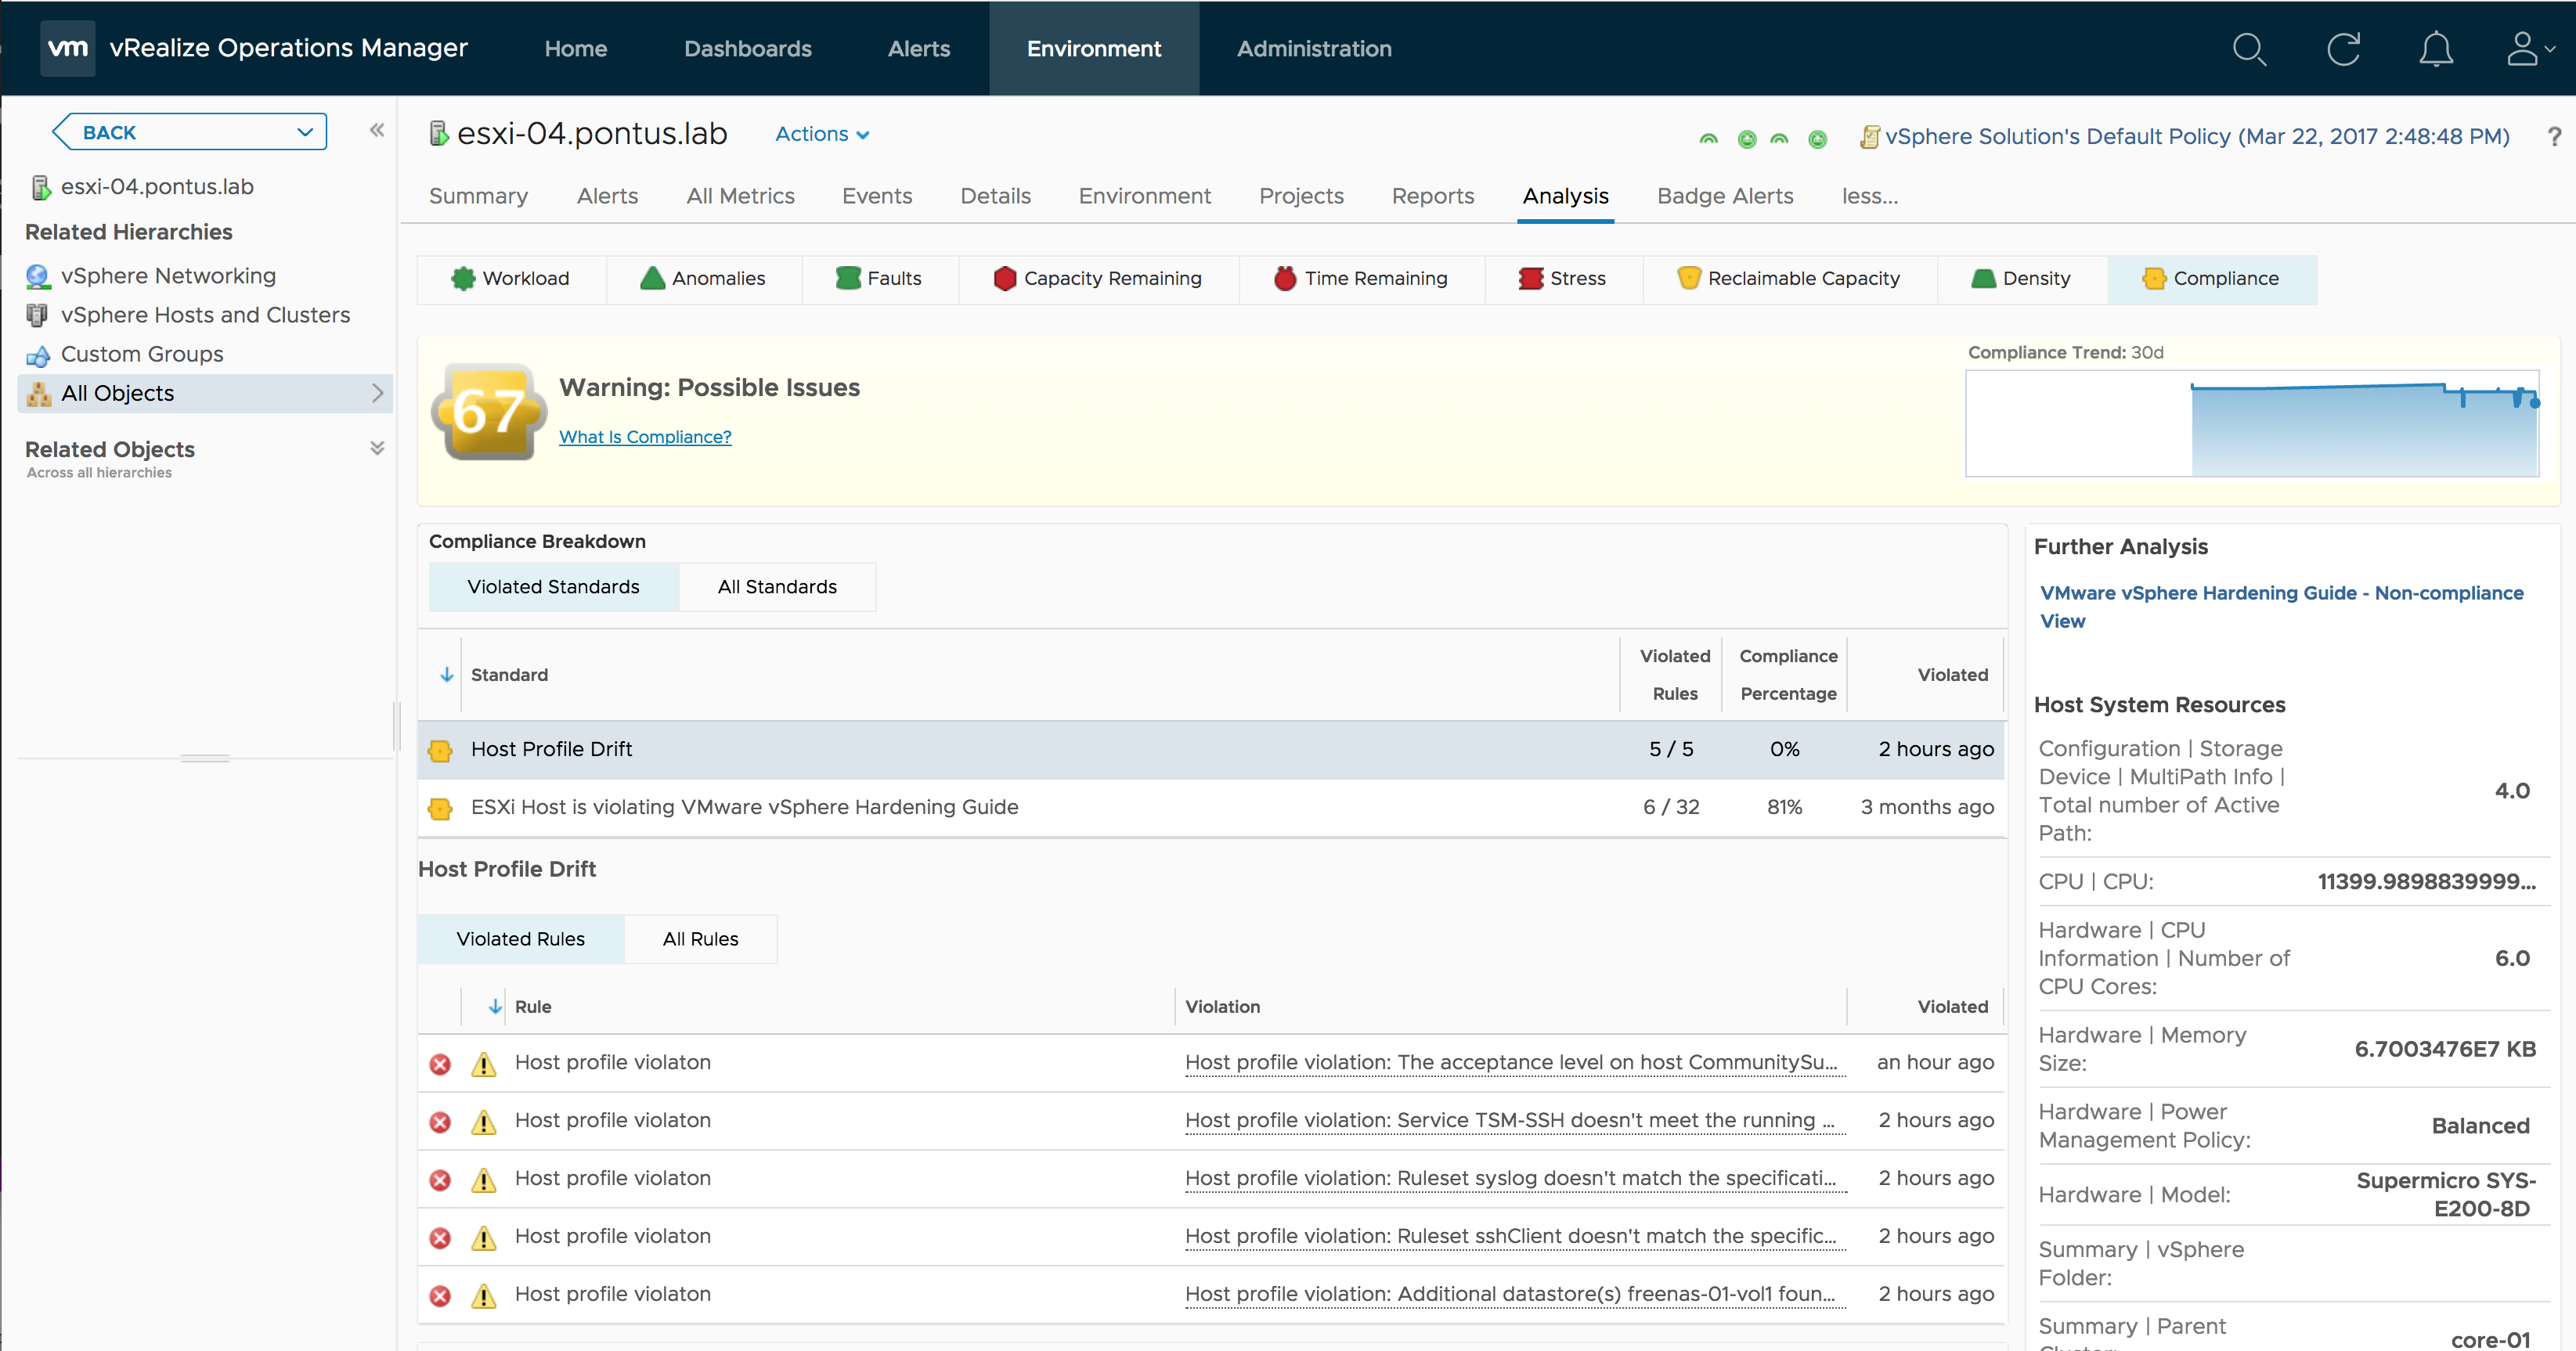 vm vRealize Operations Manager Home Dashboards Alerts Environment Administration
BACK
esxi-04.pontus.lab
Related Hierarchies
vSphere Networking
vSphere Hosts and Clusters
Custom Groups
All Objects
Related Objects
Across all hierarchies
esxi-04.pontus.lab Actions vSphere Solution's Default Policy (Mar 22, 2017 2:48:48 PM) ?
Summary Alerts All Metrics Events Details Environment Projects Reports Analysis Badge Alerts less...
Workload Anomalies Faults Capacity Remaining Time Remaining Stress Reclaimable Capacity Density Compliance
67
Warning: Possible Issues
What Is Compliance?
Compliance Trend: 30d
Compliance Breakdown
Violated Standards All Standards
Standard Violated Rules Compliance Percentage Violated
Host Profile Drift 5 / 5 0% 2 hours ago
ESXi Host is violating VMware vSphere Hardening Guide 6 / 32 81% 3 months ago
Host Profile Drift
Violated Rules All Rules
Rule Violation Violated
Host profile violaton Host profile violation: The acceptance level on host CommunitySu... an hour ago
Host profile violaton Host profile violation: Service TSM-SSH doesn't meet the running ... 2 hours ago
Host profile violaton Host profile violation: Ruleset syslog doesn't match the specificati... 2 hours ago
Host profile violaton Host profile violation: Ruleset sshClient doesn't match the specific... 2 hours ago
Host profile violaton Host profile violation: Additional datastore(s) freenas-01-vol1 foun... 2 hours ago
Further Analysis
VMware vSphere Hardening Guide - Non-compliance
View
Host System Resources
Configuration | Storage
Device | MultiPath Info |
Total number of Active
Path:
4.0
CPU | CPU: 11399.9898839999...
Hardware | CPU
Information | Number of
CPU Cores:
6.0
Hardware | Memory
Size:
6.7003476E7 KB
Hardware | Power
Management Policy:
Balanced
Hardware | Model:
Supermicro SYS-
E200-8D
Summary | vSphere
Folder:
Summary | Parent
core-01